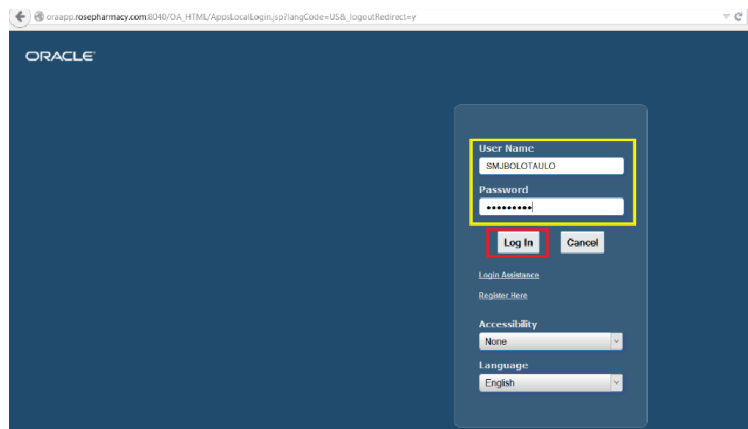 oraapp.rosepharmacy.com:8040/OA_HTML/AppsLocalLogin.jsp?langCode=US&_logoutRedirect=y
ORACLE
User Name
SMJBOLOTAULO
Password
Log In Cancel
Login Assistance
Register Here
Accessibility
None
Language
English